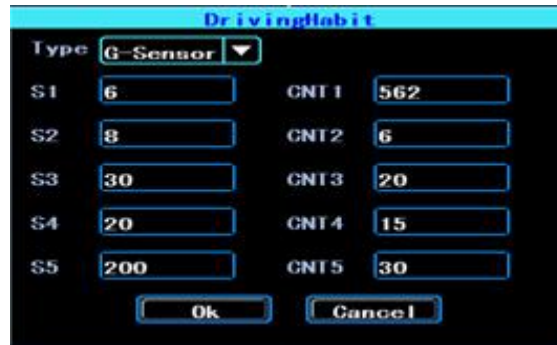 DrivingHabit
Type G-Sensor
S1 6 CNT1 562
S2 8 CNT2 6
S3 30 CNT3 20
S4 20 CNT4 15
S5 200 CNT5 30
Ok Cancel